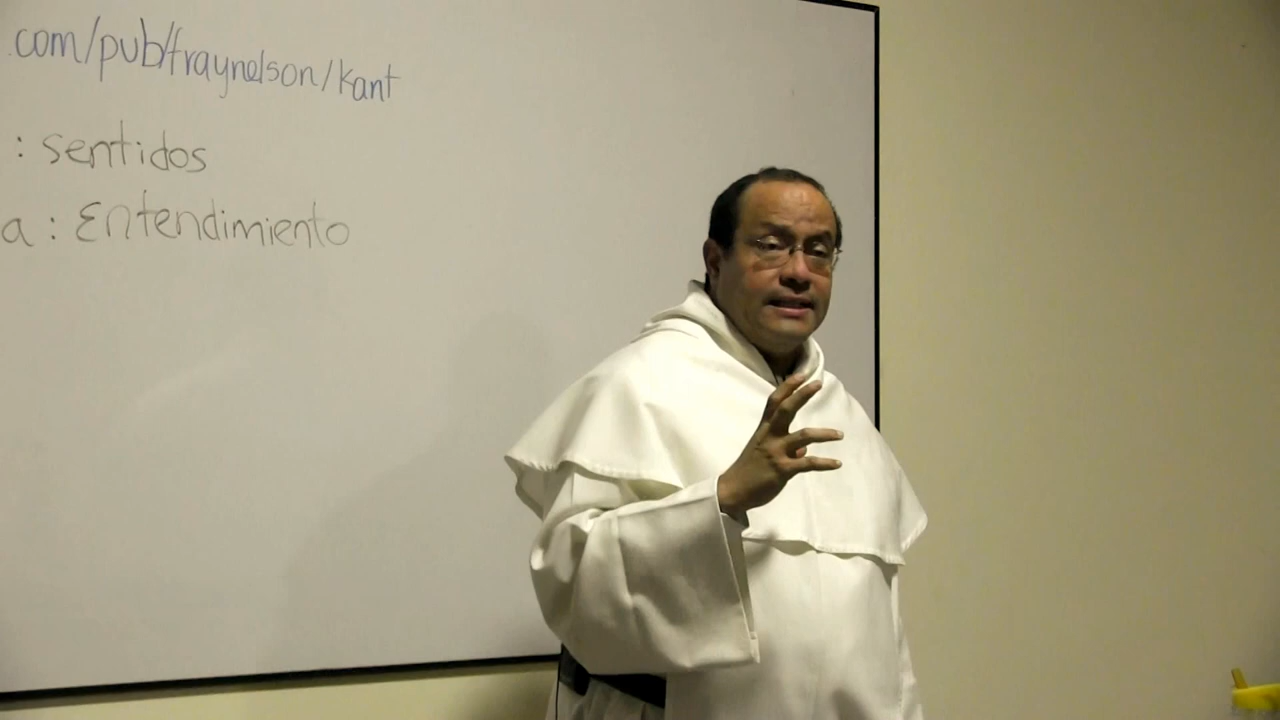 .com/pub/fraynelson/kant
: sentidos
a : Entendimiento